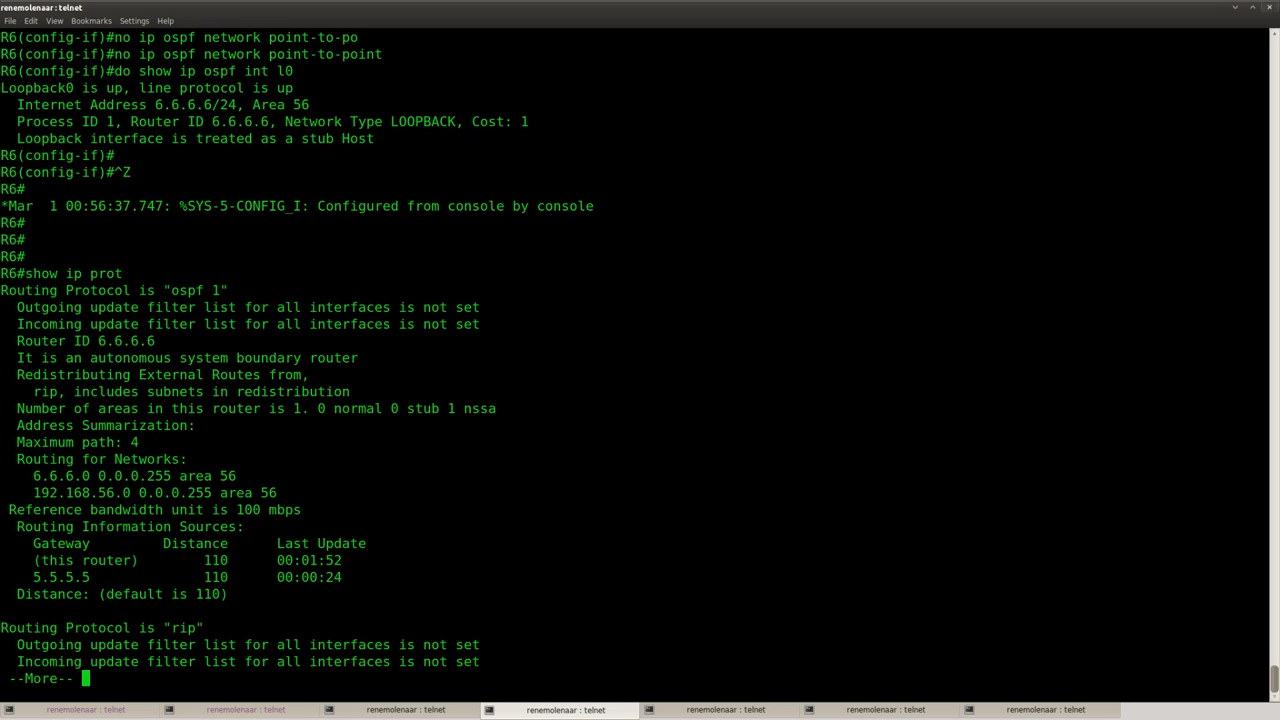 renemolenaar : telnet
File Edit View Bookmarks Settings Help
R6(config-if)#no ip ospf network point-to-po
R6(config-if)#no ip ospf network point-to-point
R6(config-if)#do show ip ospf int l0
Loopback0 is up, line protocol is up
  Internet Address 6.6.6.6/24, Area 56
  Process ID 1, Router ID 6.6.6.6, Network Type LOOPBACK, Cost: 1
  Loopback interface is treated as a stub Host
R6(config-if)#
R6(config-if)#^Z
R6#
*Mar  1 00:56:37.747: %SYS-5-CONFIG_I: Configured from console by console
R6#
R6#
R6#
R6#show ip prot
Routing Protocol is "ospf 1"
  Outgoing update filter list for all interfaces is not set
  Incoming update filter list for all interfaces is not set
  Router ID 6.6.6.6
  It is an autonomous system boundary router
  Redistributing External Routes from,
    rip, includes subnets in redistribution
  Number of areas in this router is 1. 0 normal 0 stub 1 nssa
  Address Summarization:
  Maximum path: 4
  Routing for Networks:
    6.6.6.0 0.0.0.255 area 56
    192.168.56.0 0.0.0.255 area 56
 Reference bandwidth unit is 100 mbps
  Routing Information Sources:
    Gateway         Distance      Last Update
    (this router)        110      00:01:52
    5.5.5.5              110      00:00:24
  Distance: (default is 110)
Routing Protocol is "rip"
  Outgoing update filter list for all interfaces is not set
  Incoming update filter list for all interfaces is not set
 --More--
renemolenaar : telnet renemolenaar : telnet renemolenaar : telnet renemolenaar : telnet renemolenaar : telnet renemolenaar : telnet renemolenaar : telnet